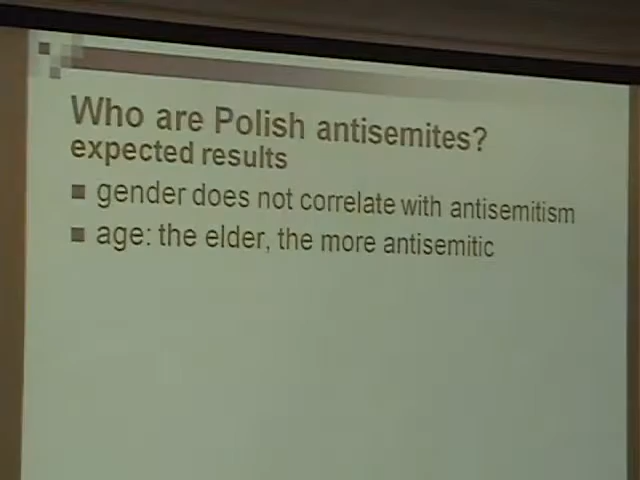 Who are Polish antisemites?
expected results
gender does not correlate with antisemitism
age: the elder, the more antisemitic